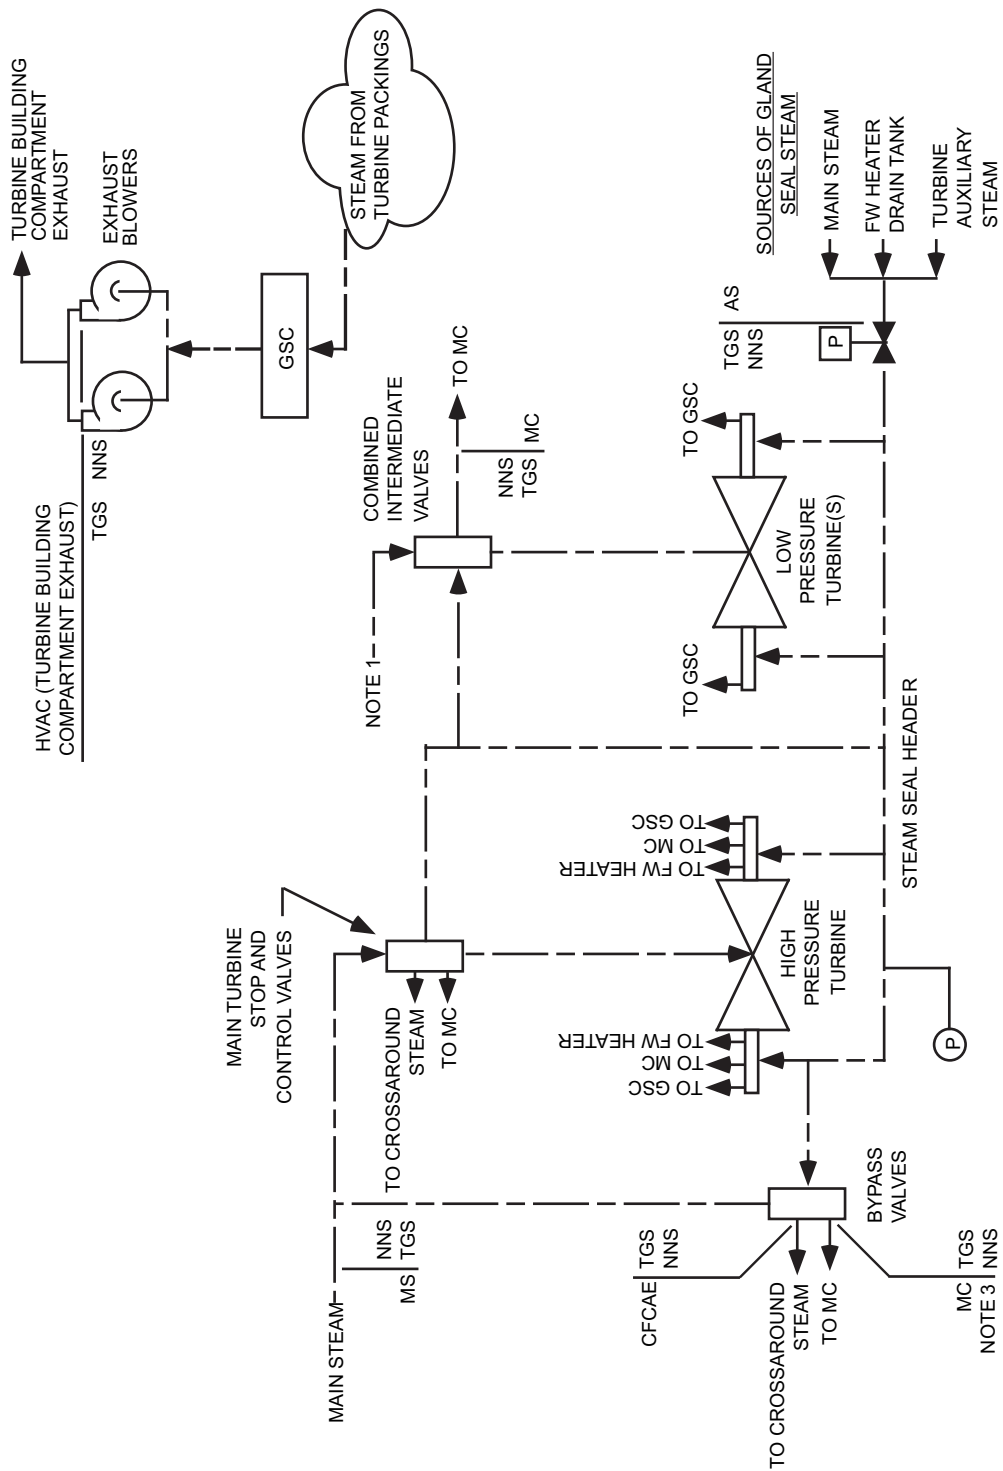 TURBINE BUILDING
COMPARTMENT
EXHAUST
EXHAUST
BLOWERS
HVAC (TURBINE BUILDING
COMPARTMENT EXHAUST)
TGS
NNS
GSC
STEAM FROM
TURBINE PACKINGS
COMBINED
INTERMEDIATE
VALVES
TO MC
NNS
TGS
MC
NOTE 1
MAIN TURBINE
STOP AND
CONTROL VALVES
TO CROSSAROUND
STEAM
TO MC
MAIN STEAM
MS
NNS
TGS
SOURCES OF GLAND
SEAL STEAM
MAIN STEAM
FW HEATER
DRAIN TANK
TURBINE
AUXILIARY
STEAM
TGS
NNS
AS
P
TO GSC
TO GSC
LOW
PRESSURE
TURBINE(S)
TO GSC
TO MC
TO FW HEATER
HIGH
PRESSURE
TURBINE
TO FW HEATER
TO MC
TO GSC
STEAM SEAL HEADER
P
BYPASS
VALVES
CFCAE
TGS
NNS
TO CROSSAROUND
STEAM
TO MC
MC
NOTE 3
TGS
NNS